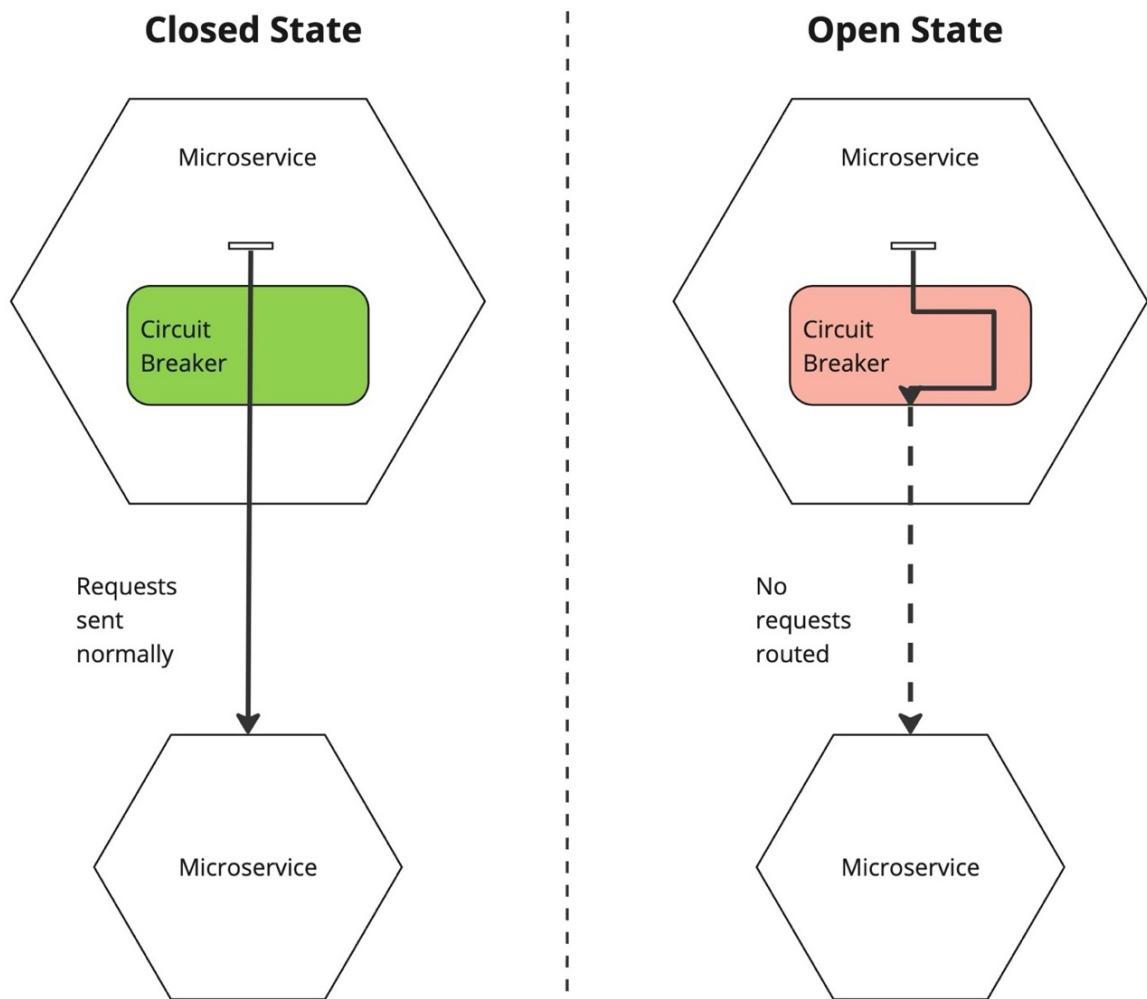 Closed State
Microservice
Circuit
Breaker
Requests
sent
normally
Microservice
Open State
Microservice
Circuit
Breaker
No
requests
routed
Microservice